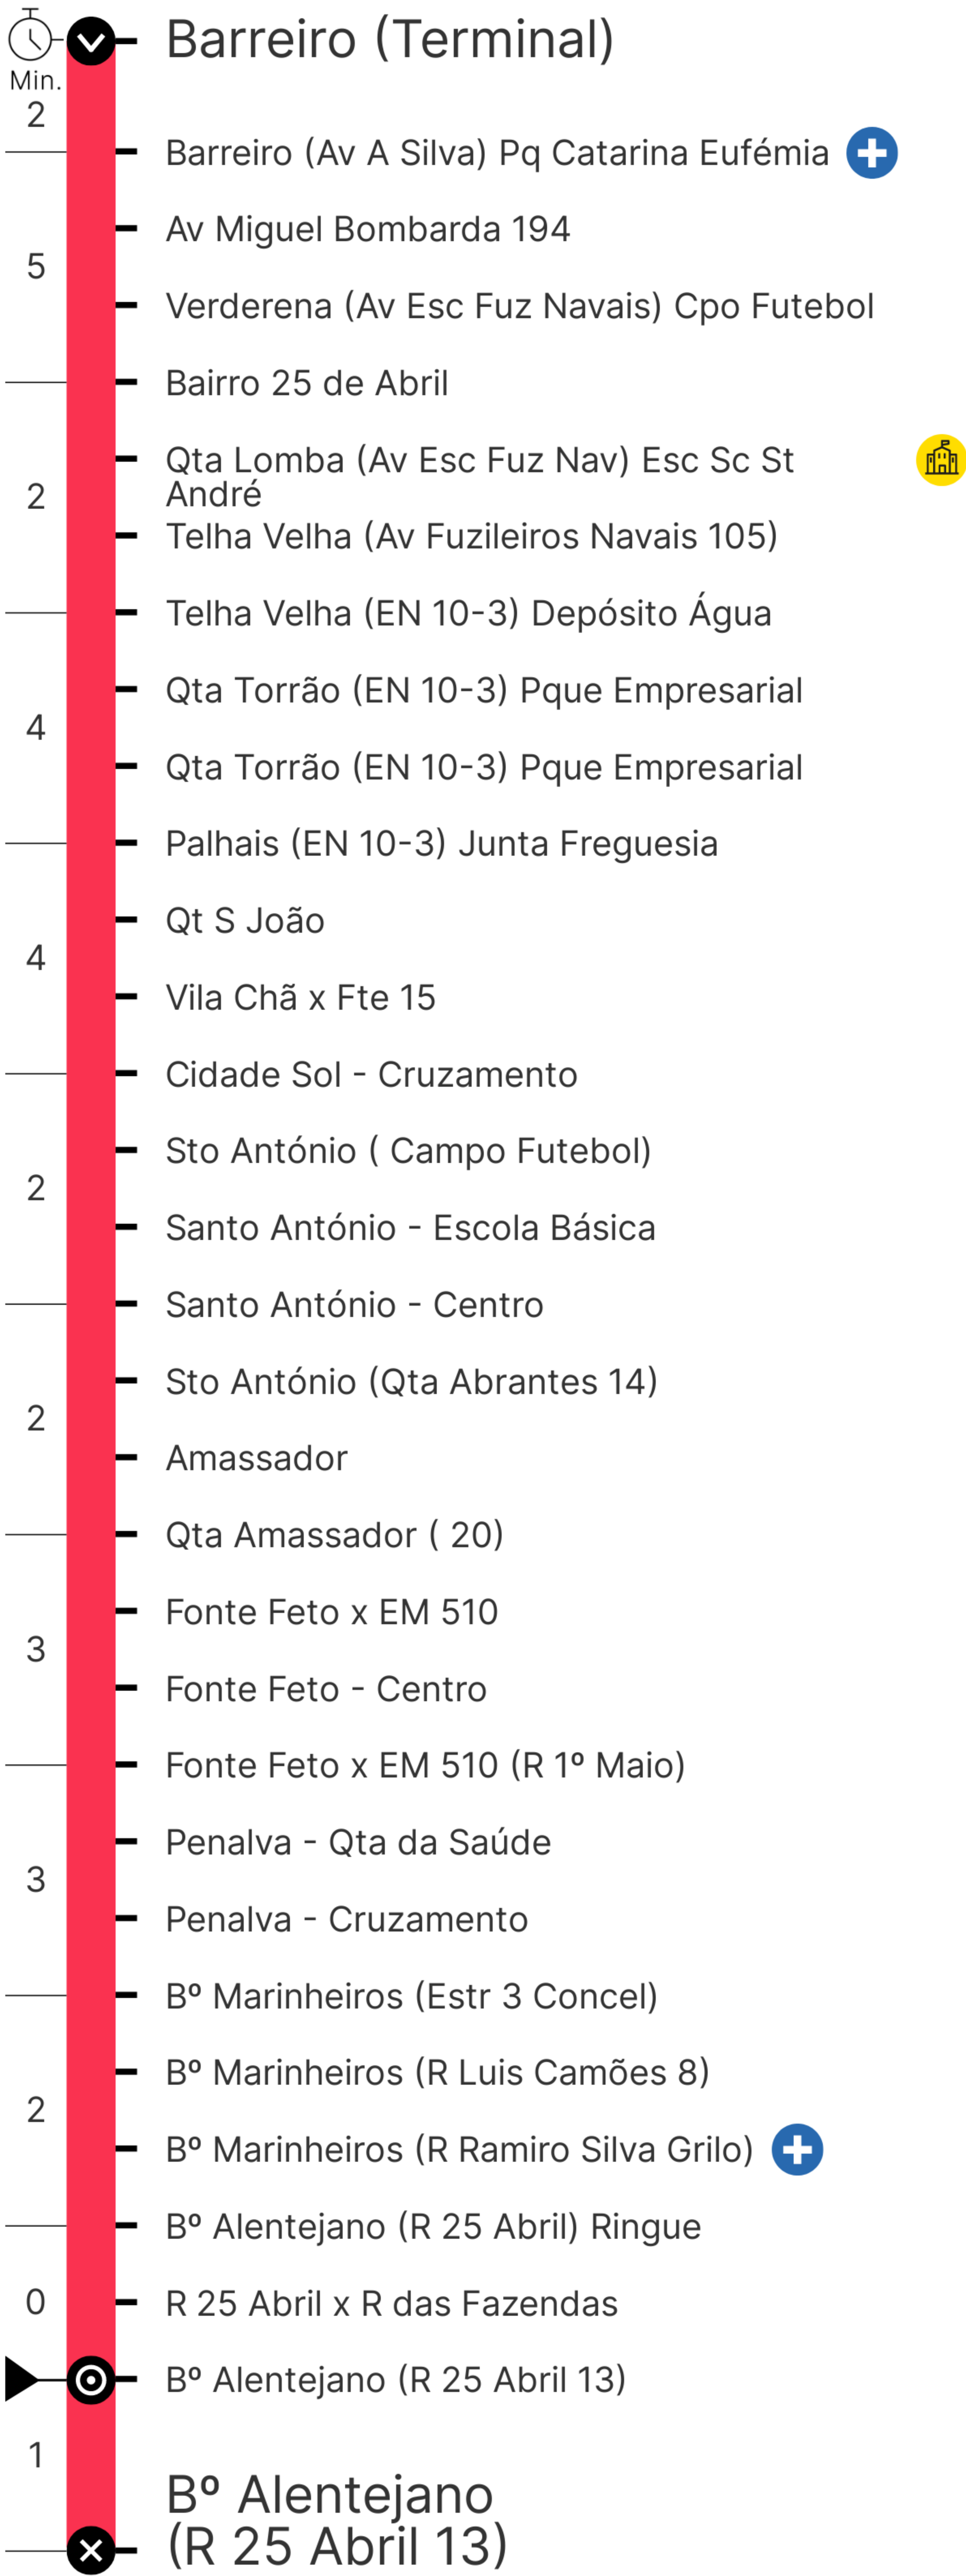 Barreiro (Terminal)
Min.
2
Barreiro (Av A Silva) Pq Catarina Eufémia
Av Miguel Bombarda 194
5
Verderena (Av Esc Fuz Navais) Cpo Futebol
Bairro 25 de Abril
Qta Lomba (Av Esc Fuz Nav) Esc Sc St
André
2
Telha Velha (Av Fuzileiros Navais 105)
Telha Velha (EN 10-3) Depósito Água
Qta Torrão (EN 10-3) Pque Empresarial
4
Qta Torrão (EN 10-3) Pque Empresarial
Palhais (EN 10-3) Junta Freguesia
Qt S João
4
Vila Chã x Fte 15
Cidade Sol - Cruzamento
Sto António ( Campo Futebol)
2
Santo António - Escola Básica
Santo António - Centro
Sto António (Qta Abrantes 14)
2
Amassador
Qta Amassador ( 20)
Fonte Feto x EM 510
3
Fonte Feto - Centro
Fonte Feto x EM 510 (R 1º Maio)
Penalva - Qta da Saúde
3
Penalva - Cruzamento
Bº Marinheiros (Estr 3 Concel)
Bº Marinheiros (R Luis Camões 8)
2
Bº Marinheiros (R Ramiro Silva Grilo)
Bº Alentejano (R 25 Abril) Ringue
0
R 25 Abril x R das Fazendas
Bº Alentejano (R 25 Abril 13)
1
Bº Alentejano
(R 25 Abril 13)